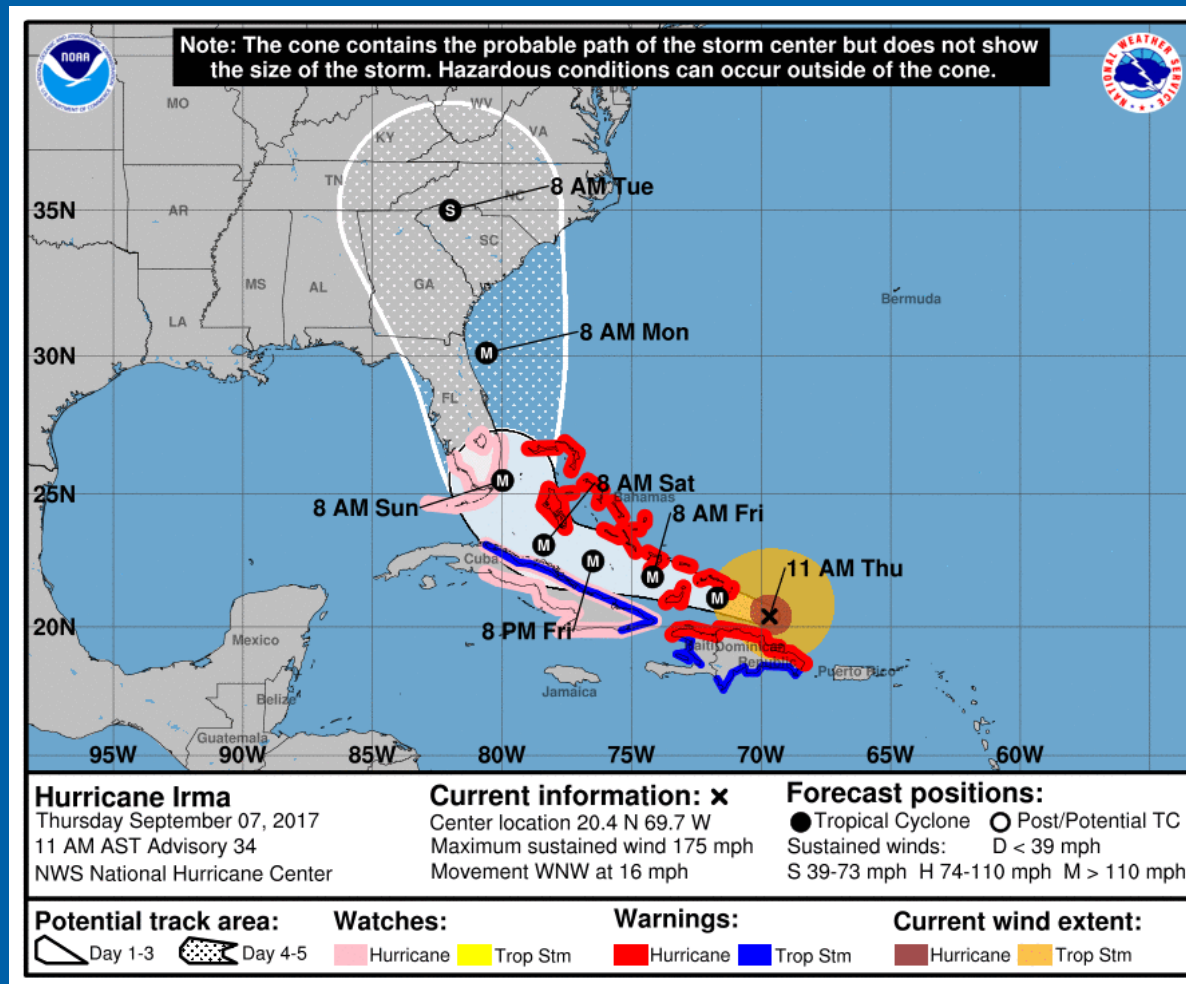 Note: The cone contains the probable path of the storm center but does not show
the size of the storm. Hazardous conditions can occur outside of the cone.
NOAA
NATIONAL WEATHER SERVICE
MO
KY
WV
VA
DE
TN
NC
8 AM Tue
35N
AR
SC
MS
AL
GA
Bermuda
LA
8 AM Mon
30N
FL
8 AM Sat
25N
Bahamas
8 AM Sun
8 AM Fri
Cuba
11 AM Thu
20N
8 PM Fri
Mexico
Haiti
Dominican
Republic
Puerto Rico
Jamaica
Belize
Guatemala
95W 90W 85W 80W 75W 70W 65W 60W
Hurricane Irma
Thursday September 07, 2017
11 AM AST Advisory 34
NWS National Hurricane Center
Current information: ×
Center location 20.4 N 69.7 W
Maximum sustained wind 175 mph
Movement WNW at 16 mph
Forecast positions:
Tropical Cyclone Post/Potential TC
Sustained winds: D < 39 mph
S 39-73 mph H 74-110 mph M > 110 mph
Potential track area:
Day 1-3 Day 4-5
Watches:
Hurricane Trop Stm
Warnings:
Hurricane Trop Stm
Current wind extent:
Hurricane Trop Stm
S
M
M
M
M
M
M